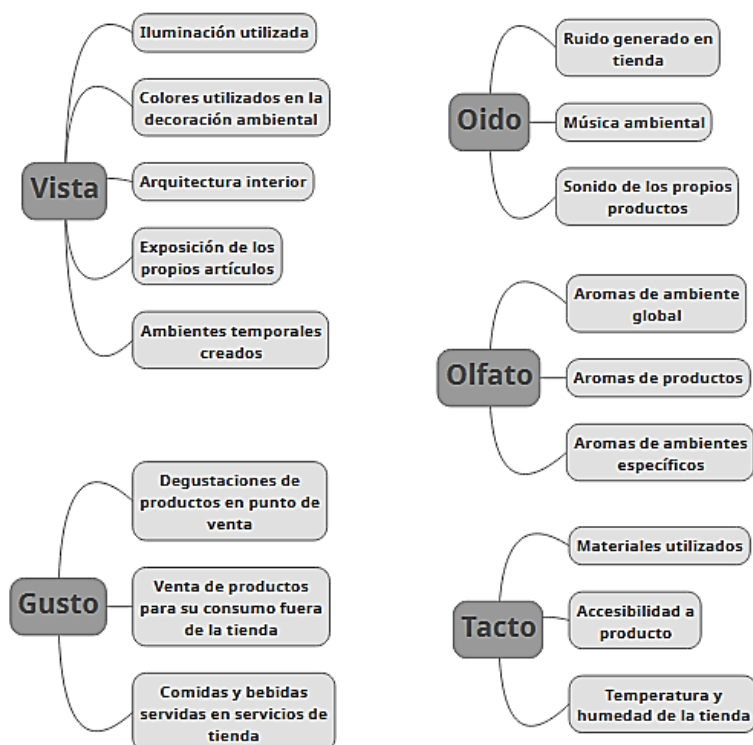 Vista
Iluminación utilizada
Colores utilizados en la
decoración ambiental
Arquitectura interior
Exposición de los
propios artículos
Ambientes temporales
creados
Oido
Ruido generado en
tienda
Música ambiental
Sonido de los propios
productos
Olfato
Aromas de ambiente
global
Aromas de productos
Aromas de ambientes
específicos
Gusto
Degustaciones de
productos en punto de
venta
Venta de productos
para su consumo fuera
de la tienda
Comidas y bebidas
servidas en servicios de
tienda
Tacto
Materiales utilizados
Accesibilidad a
producto
Temperatura y
humedad de la tienda